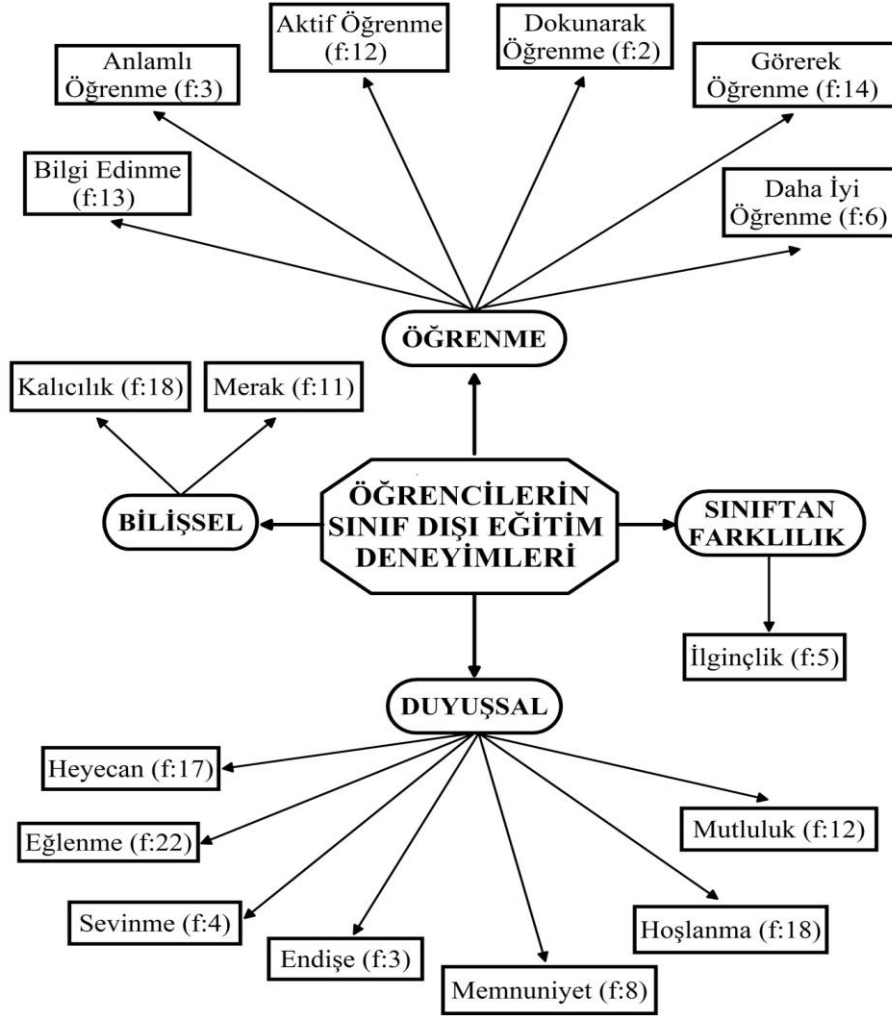 Aktif Öğrenme
(f:12)
Dokunarak
Öğrenme (f:2)
Anlamlı
Öğrenme (f:3)
Görerek
Öğrenme (f:14)
Bilgi Edinme
(f:13)
Daha İyi
Öğrenme (f:6)
ÖĞRENME
Kalıcılık (f:18)
Merak (f:11)
BİLİŞSEL
ÖĞRENCİLERİN
SINIF DIŞI EĞİTİM
DENEYİMLERİ
SINIFTAN
FARKLILIK
İlginçlik (f:5)
DUYUŞSAL
Heyecan (f:17)
Eğlenme (f:22)
Sevinme (f:4)
Endişe (f:3)
Memnuniyet (f:8)
Hoşlanma (f:18)
Mutluluk (f:12)